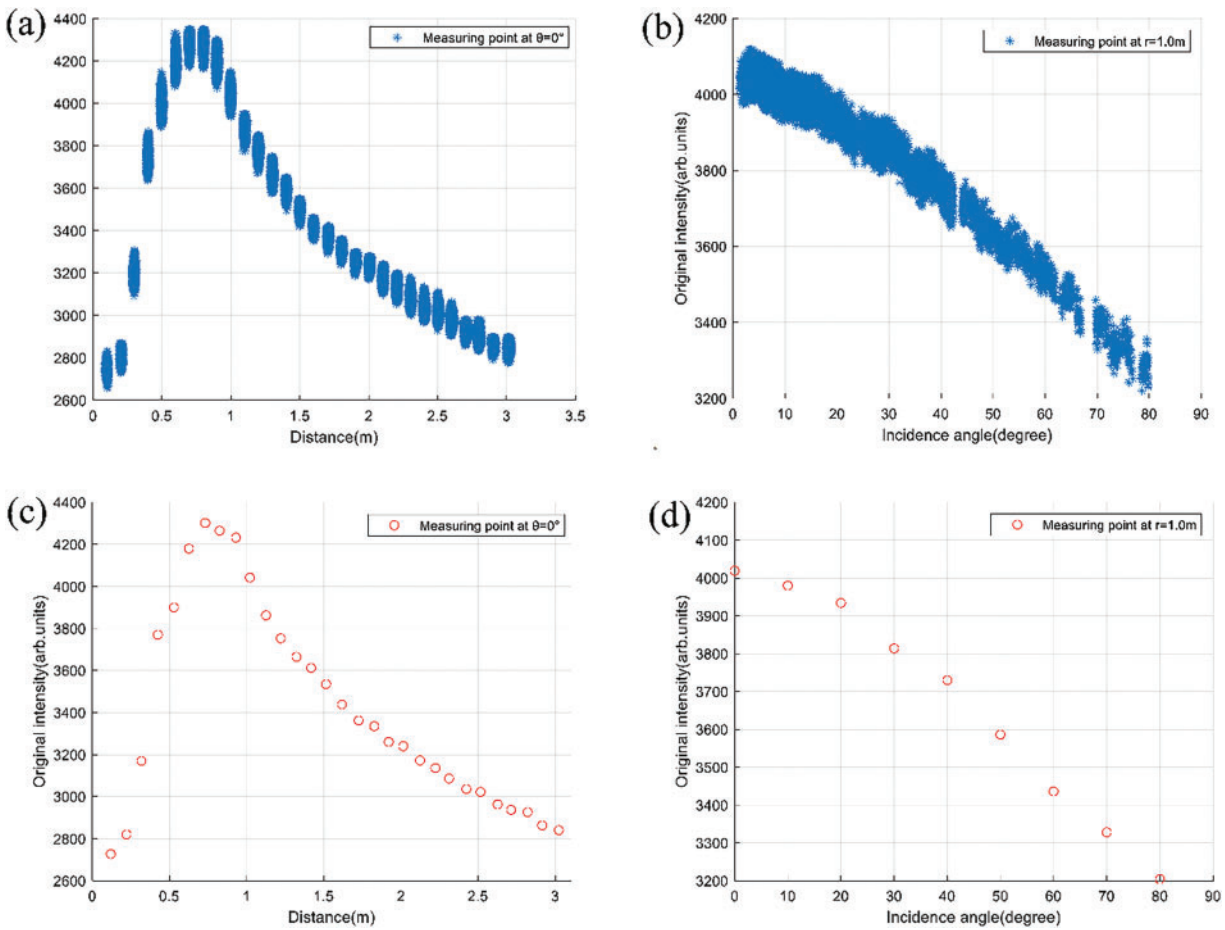 (a)
4400
4200
4000
3800
3600
3400
3200
3000
2800
2600
0 0.5 1 1.5 2 2.5 3 3.5
Distance(m)
Measuring point at θ=0°
(b)
Original intensity(arb.units)
4200
4000
3800
3600
3400
3200
0 10 20 30 40 50 60 70 80 90
Incidence angle(degree)
Measuring point at r=1.0m
(c)
Original intensity(arb.units)
4400
4200
4000
3800
3600
3400
3200
3000
2800
2600
0 0.5 1 1.5 2 2.5 3
Distance(m)
Measuring point at θ=0°
(d)
Original intensity(arb.units)
4200
4100
4000
3900
3800
3700
3600
3500
3400
3300
3200
0 10 20 30 40 50 60 70 80 90
Incidence angle(degree)
Measuring point at r=1.0m